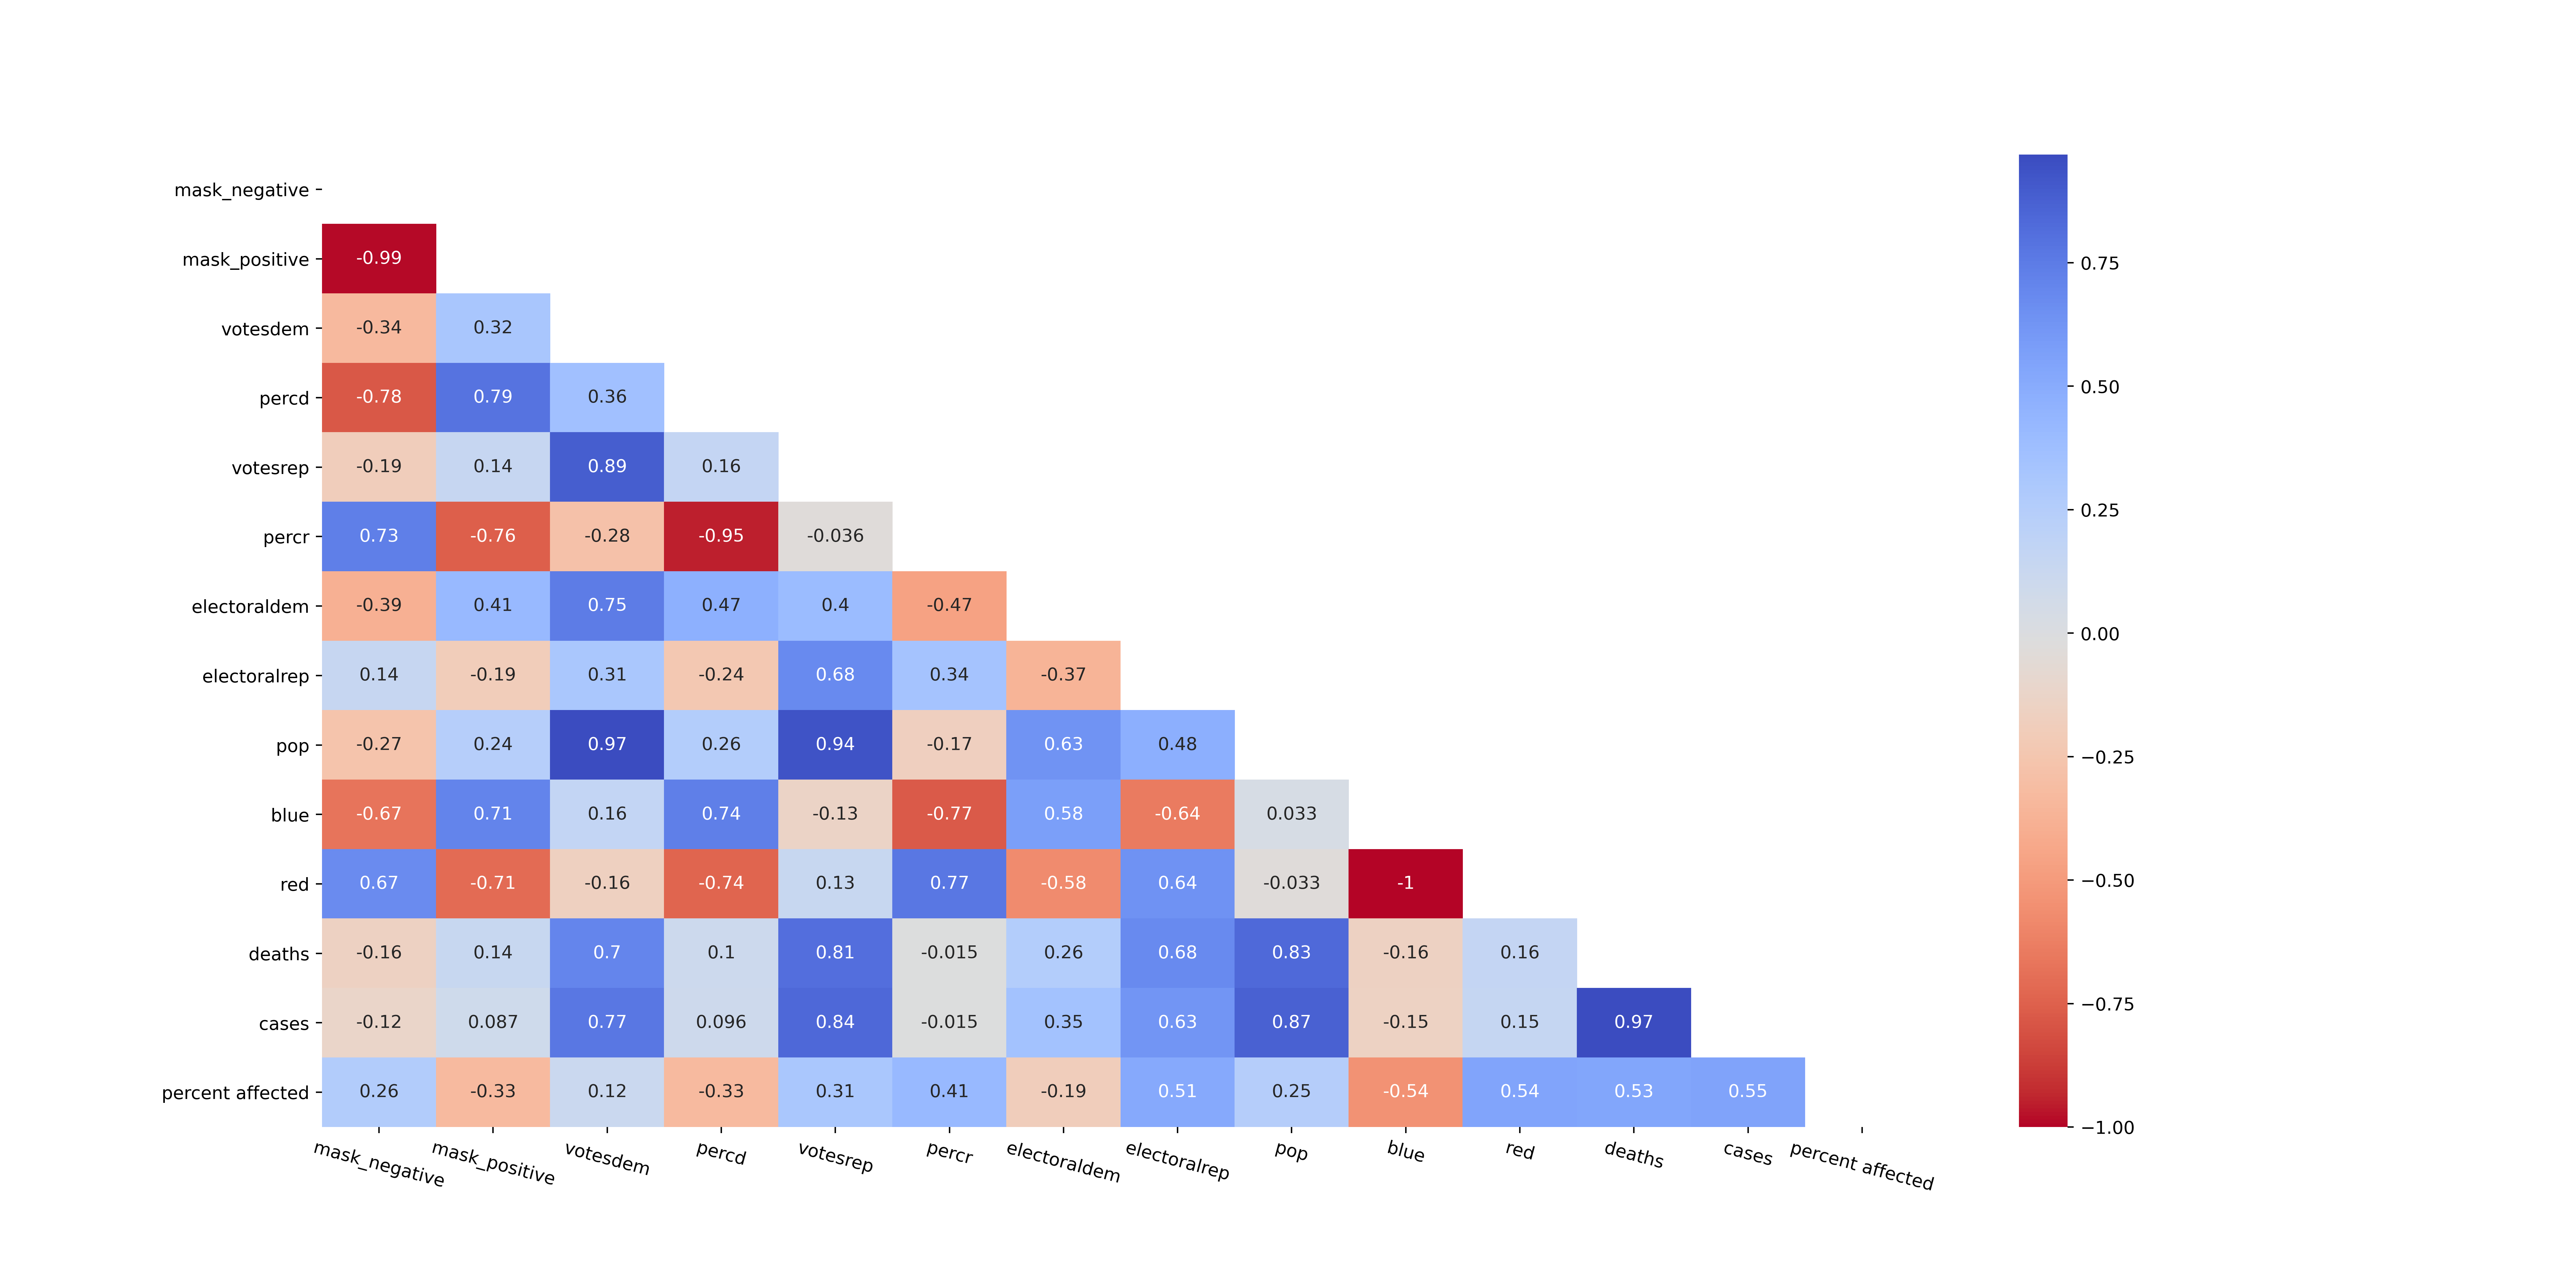 mask_negative
mask_positive -0.99
votesdem -0.34 0.32
percd -0.78 0.79 0.36
votesrep -0.19 0.14 0.89 0.16
percr 0.73 -0.76 -0.28 -0.95 -0.036
electoraldem -0.39 0.41 0.75 0.47 0.4 -0.47
electoralrep 0.14 -0.19 0.31 -0.24 0.68 0.34 -0.37
pop -0.27 0.24 0.97 0.26 0.94 -0.17 0.63 0.48
blue -0.67 0.71 0.16 0.74 -0.13 -0.77 0.58 -0.64 0.033
red 0.67 -0.71 -0.16 -0.74 0.13 0.77 -0.58 0.64 -0.033 -1
deaths -0.16 0.14 0.7 0.1 0.81 -0.015 0.26 0.68 0.83 -0.16 0.16
cases -0.12 0.087 0.77 0.096 0.84 -0.015 0.35 0.63 0.87 -0.15 0.15 0.97
percent affected 0.26 -0.33 0.12 -0.33 0.31 0.41 -0.19 0.51 0.25 -0.54 0.54 0.53 0.55
mask_negative mask_positive votesdem percd votesrep percr electoraldem electoralrep pop blue red deaths cases percent affected
0.75
0.50
0.25
0.00
−0.25
−0.50
−0.75
−1.00